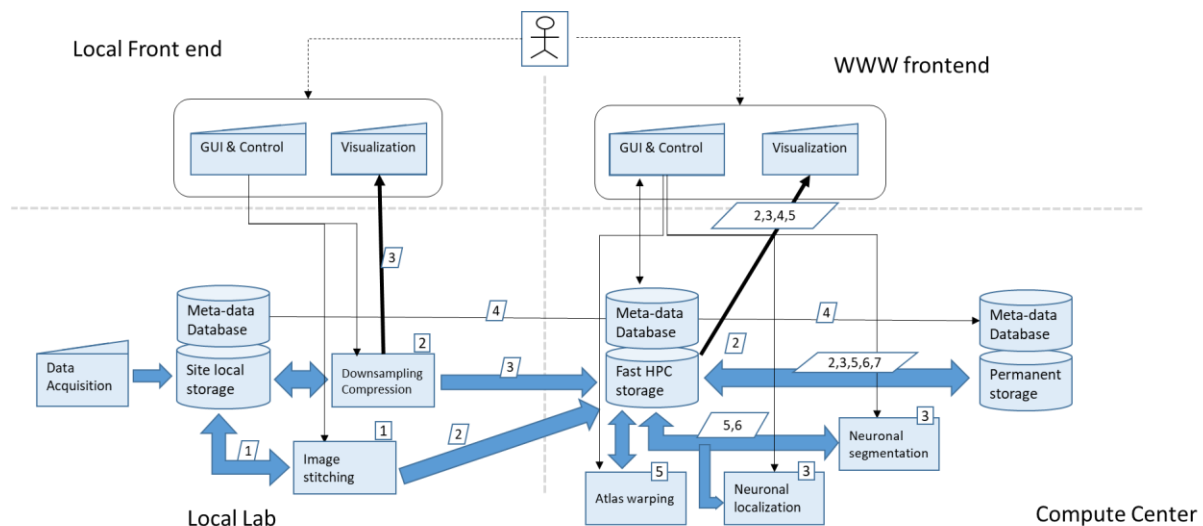 Local Front end
WWW frontend
GUI & Control
Visualization
GUI & Control
Visualization
2,3,4,5
3
Meta-data
Database
4
Meta-data
Database
4
Meta-data
Database
Data
Acquisition
Site local
storage
2
Downsampling
Compression
3
Fast HPC
storage
2
2,3,5,6,7
Permanent
storage
1
1
Image
stitching
2
5,6
3
Neuronal
segmentation
5
Atlas warping
3
Neuronal
localization
Local Lab
Compute Center